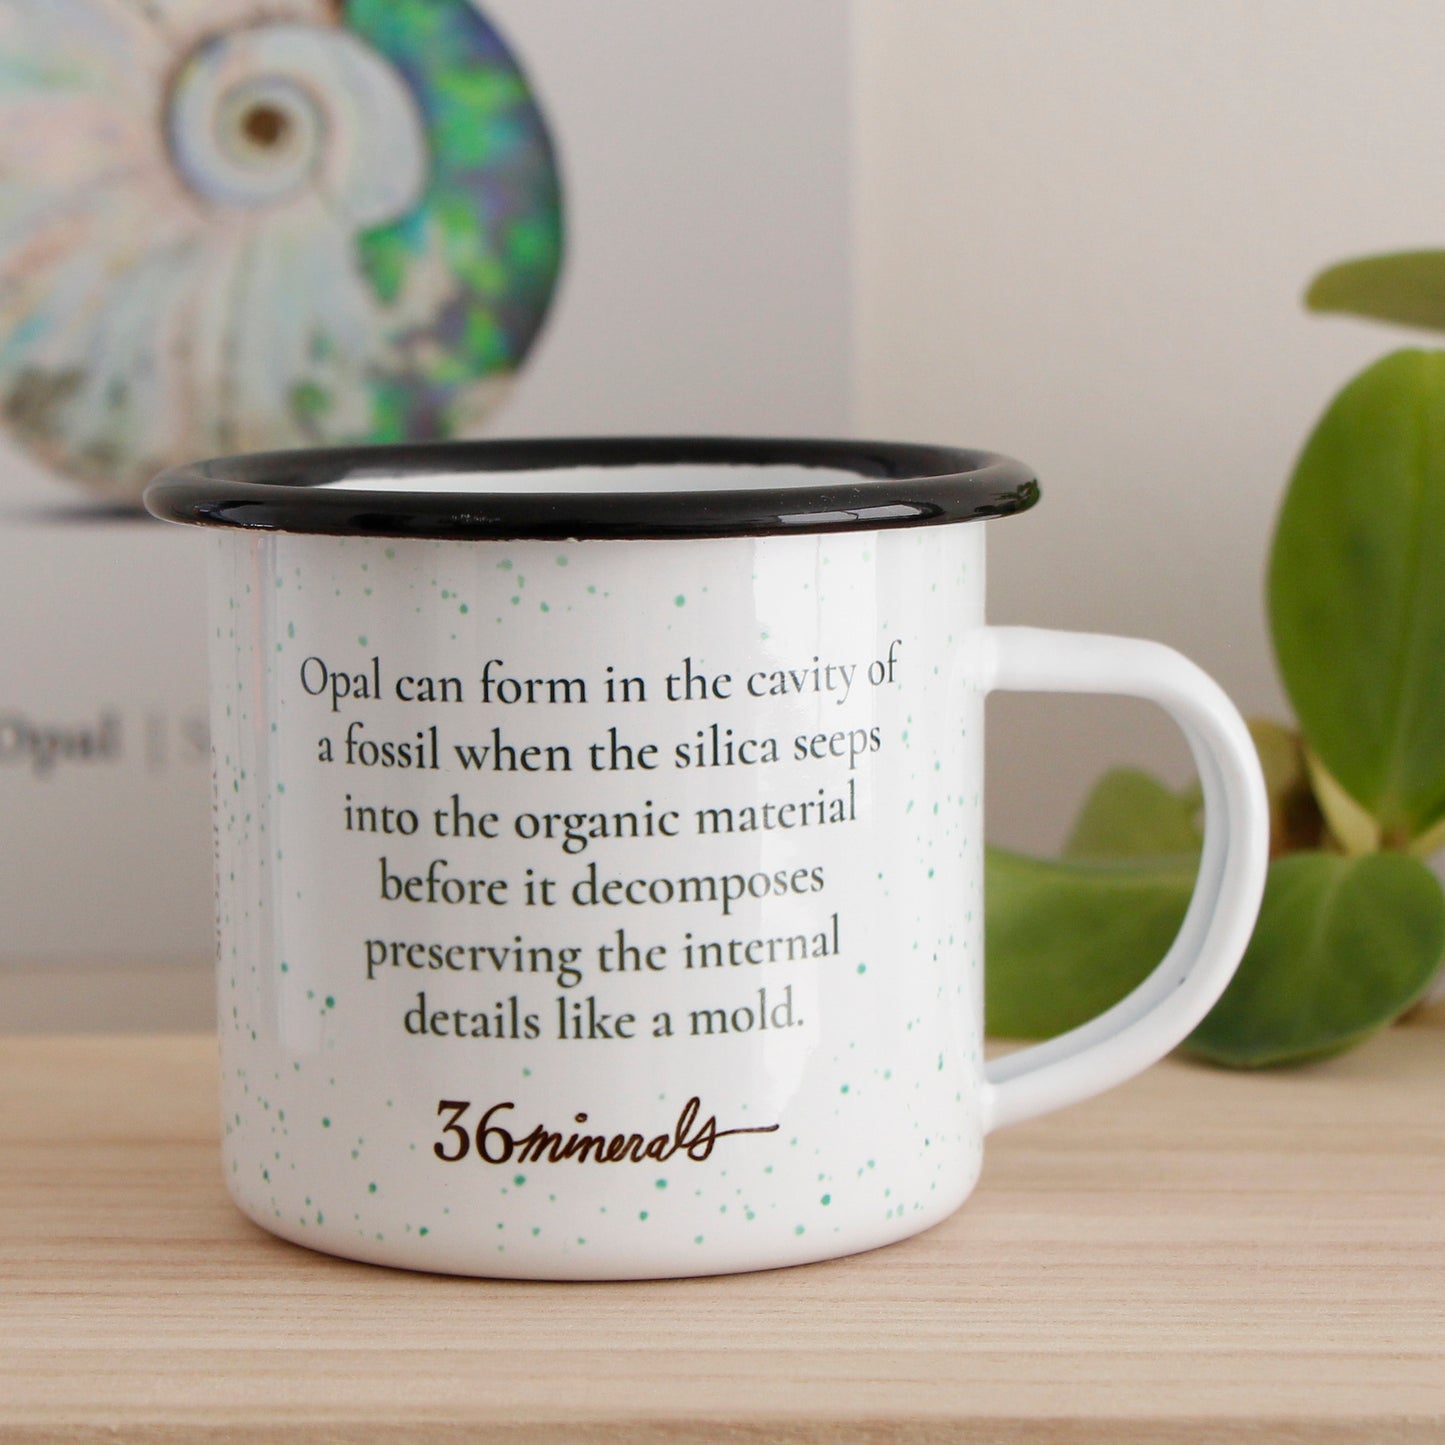 Opal can form in the cavity of
a fossil when the silica seeps
into the organic material
before it decomposes
preserving the internal
details like a mold.
36minerals
Opal |